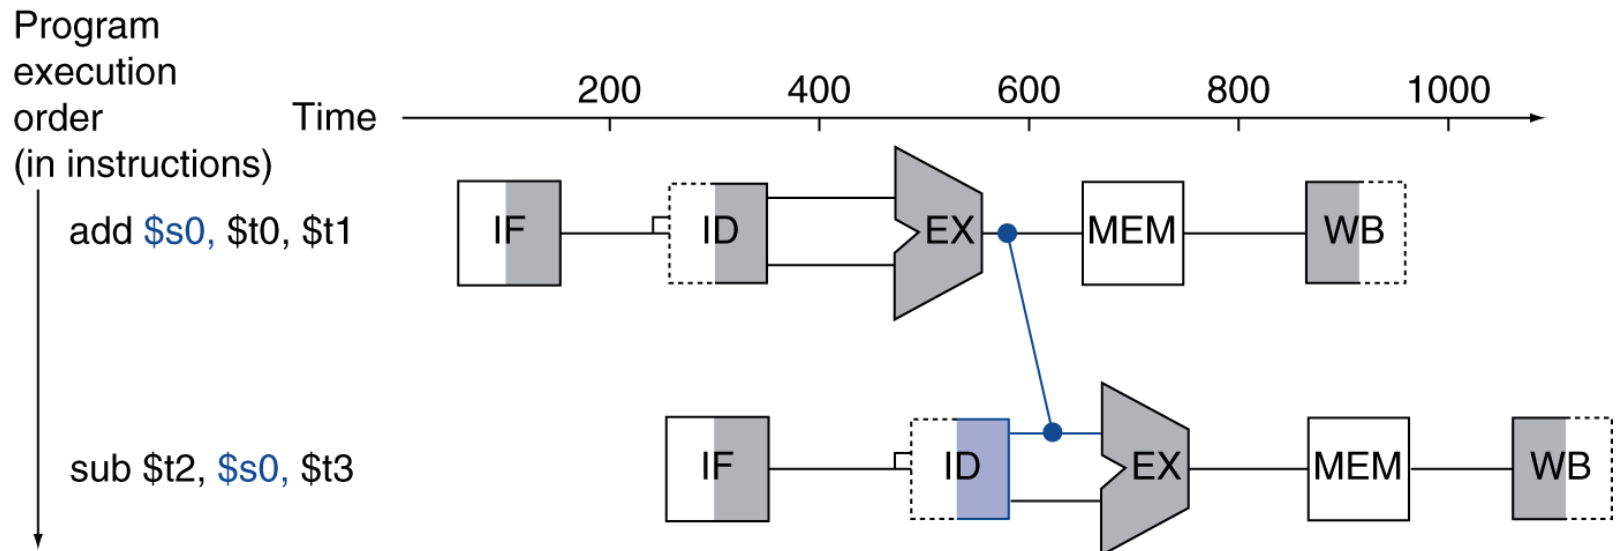 Program
execution
order
(in instructions)
Time
200 400 600 800 1000
add $s0, $t0, $t1
IF ID EX MEM WB
sub $t2, $s0, $t3
IF ID EX MEM WB